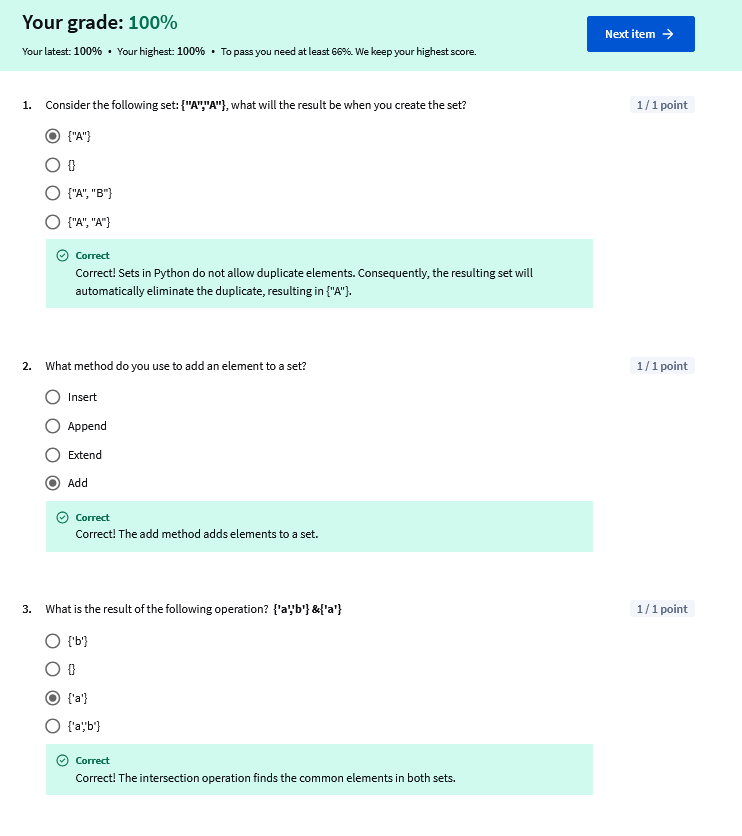 Your grade: 100%
Next item →
Your latest: 100% • Your highest: 100% • To pass you need at least 66%. We keep your highest score.
1. Consider the following set: {"A","A"}, what will the result be when you create the set?
1 / 1 point
{"A"}
{}
{"A", "B"}
{"A", "A"}
Correct
Correct! Sets in Python do not allow duplicate elements. Consequently, the resulting set will
automatically eliminate the duplicate, resulting in {"A"}.
2. What method do you use to add an element to a set?
1 / 1 point
Insert
Append
Extend
Add
Correct
Correct! The add method adds elements to a set.
3. What is the result of the following operation? {'a','b'} &{'a'}
1 / 1 point
{'b'}
{}
{'a'}
{'a','b'}
Correct
Correct! The intersection operation finds the common elements in both sets.